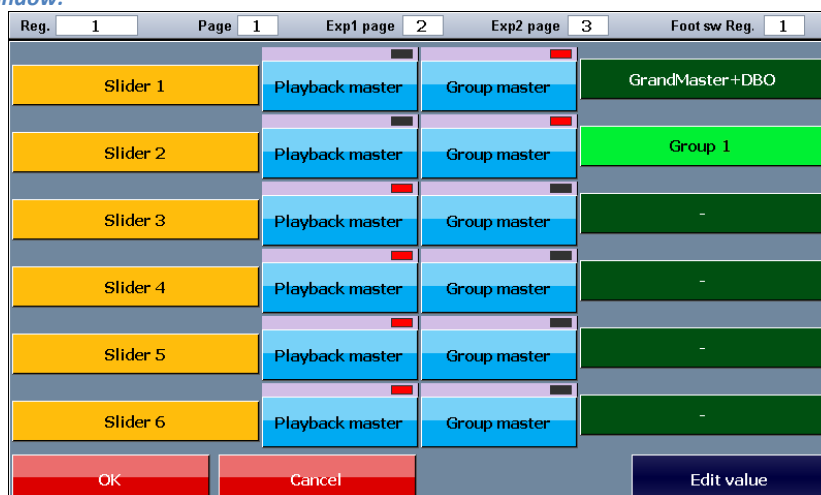 ndow.
Reg. 1 Page 1 Exp1 page 2 Exp2 page 3 Foot sw Reg. 1
Slider 1 Playback master Group master GrandMaster+DBO
Slider 2 Playback master Group master Group 1
Slider 3 Playback master Group master -
Slider 4 Playback master Group master -
Slider 5 Playback master Group master -
Slider 6 Playback master Group master -
OK Cancel Edit value